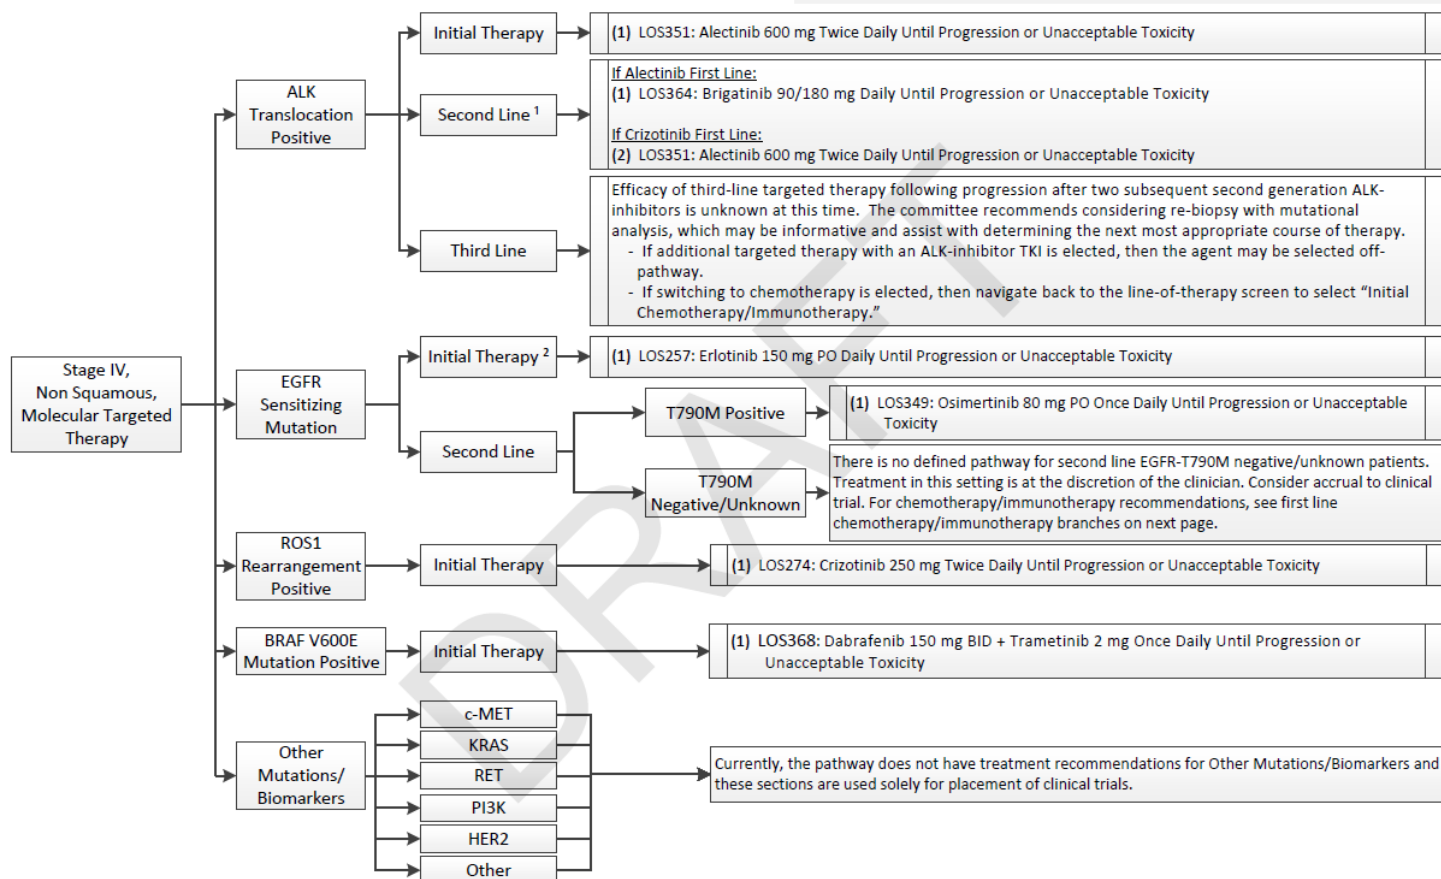 Initial Therapy
(1) LOS351: Alectinib 600 mg Twice Daily Until Progression or Unacceptable Toxicity
ALK
Translocation
Positive
Second Line 1
If Alectinib First Line:
(1) LOS364: Brigatinib 90/180 mg Daily Until Progression or Unacceptable Toxicity
If Crizotinib First Line:
(2) LOS351: Alectinib 600 mg Twice Daily Until Progression or Unacceptable Toxicity
Third Line
Efficacy of third-line targeted therapy following progression after two subsequent second generation ALK-
inhibitors is unknown at this time. The committee recommends considering re-biopsy with mutational
analysis, which may be informative and assist with determining the next most appropriate course of therapy.
- If additional targeted therapy with an ALK-inhibitor TKI is elected, then the agent may be selected off-
pathway.
- If switching to chemotherapy is elected, then navigate back to the line-of-therapy screen to select “Initial
Chemotherapy/Immunotherapy.”
Stage IV,
Non Squamous,
Molecular Targeted
Therapy
EGFR
Sensitizing
Mutation
Initial Therapy 2
(1) LOS257: Erlotinib 150 mg PO Daily Until Progression or Unacceptable Toxicity
Second Line
T790M Positive
(1) LOS349: Osimertinib 80 mg PO Once Daily Until Progression or Unacceptable
Toxicity
T790M
Negative/Unknown
There is no defined pathway for second line EGFR-T790M negative/unknown patients.
Treatment in this setting is at the discretion of the clinician. Consider accrual to clinical
trial. For chemotherapy/immunotherapy recommendations, see first line
chemotherapy/immunotherapy branches on next page.
ROS1
Rearrangement
Positive
Initial Therapy
(1) LOS274: Crizotinib 250 mg Twice Daily Until Progression or Unacceptable Toxicity
BRAF V600E
Mutation Positive
Initial Therapy
(1) LOS368: Dabrafenib 150 mg BID + Trametinib 2 mg Once Daily Until Progression or
Unacceptable Toxicity
Other
Mutations/
Biomarkers
c-MET
KRAS
RET
PI3K
HER2
Other
Currently, the pathway does not have treatment recommendations for Other Mutations/Biomarkers and
these sections are used solely for placement of clinical trials.
DRAFT